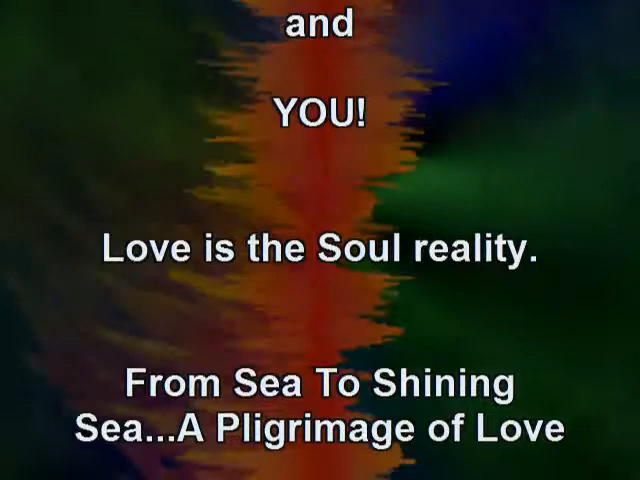 and
YOU!
Love is the Soul reality.
From Sea To Shining
Sea...A Pligrimage of Love